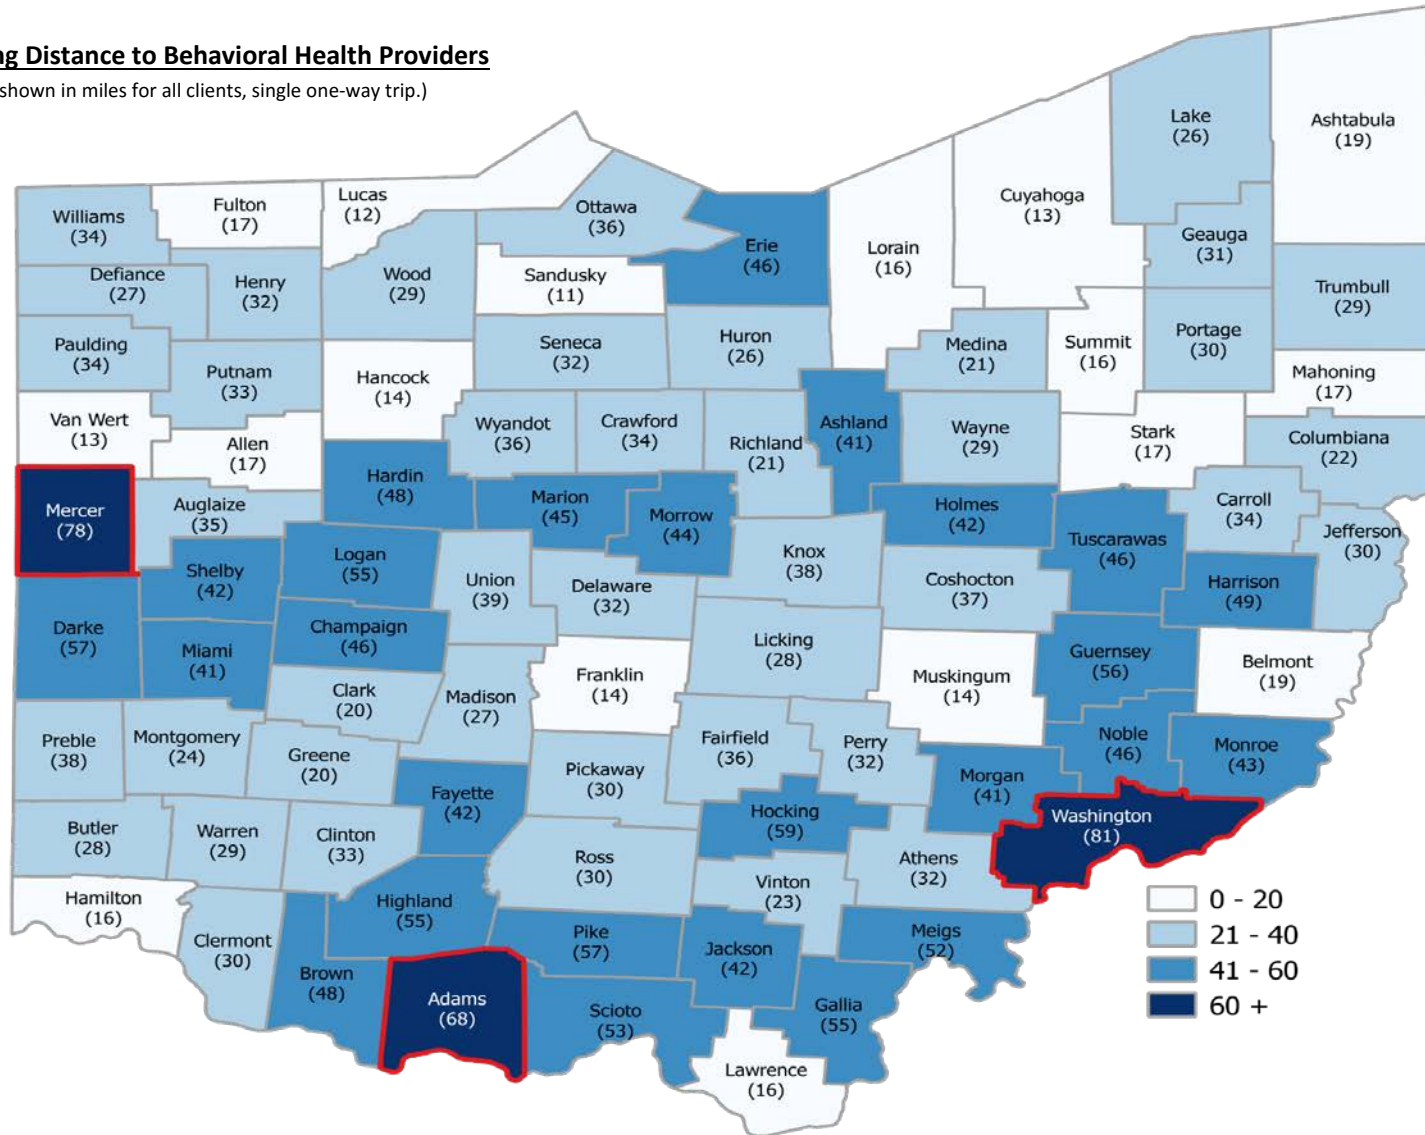 ng Distance to Behavioral Health Providers
shown in miles for all clients, single one-way trip.)
Lake
(26)
Ashtabula
(19)
Williams
(34)
Fulton
(17)
Lucas
(12)
Ottawa
(36)
Erie
(46)
Lorain
(16)
Cuyahoga
(13)
Geauga
(31)
Defiance
(27)
Henry
(32)
Wood
(29)
Sandusky
(11)
Trumbull
(29)
Paulding
(34)
Putnam
(33)
Hancock
(14)
Seneca
(32)
Huron
(26)
Medina
(21)
Summit
(16)
Portage
(30)
Mahoning
(17)
Van Wert
(13)
Allen
(17)
Wyandot
(36)
Crawford
(34)
Richland
(21)
Ashland
(41)
Wayne
(29)
Stark
(17)
Columbiana
(22)
Mercer
(78)
Auglaize
(35)
Hardin
(48)
Marion
(45)
Morrow
(44)
Holmes
(42)
Tuscarawas
(46)
Carroll
(34)
Jefferson
(30)
Shelby
(42)
Logan
(55)
Union
(39)
Delaware
(32)
Knox
(38)
Coshocton
(37)
Harrison
(49)
Darke
(57)
Miami
(41)
Champaign
(46)
Licking
(28)
Muskingum
(14)
Guernsey
(56)
Belmont
(19)
Clark
(20)
Madison
(27)
Franklin
(14)
Preble
(38)
Montgomery
(24)
Greene
(20)
Pickaway
(30)
Fairfield
(36)
Perry
(32)
Morgan
(41)
Noble
(46)
Monroe
(43)
Fayette
(42)
Hocking
(59)
Washington
(81)
Butler
(28)
Warren
(29)
Clinton
(33)
Ross
(30)
Vinton
(23)
Athens
(32)
Hamilton
(16)
Clermont
(30)
Highland
(55)
Pike
(57)
Jackson
(42)
Meigs
(52)
Brown
(48)
Adams
(68)
Scioto
(53)
Gallia
(55)
Lawrence
(16)
0 - 20
21 - 40
41 - 60
60 +